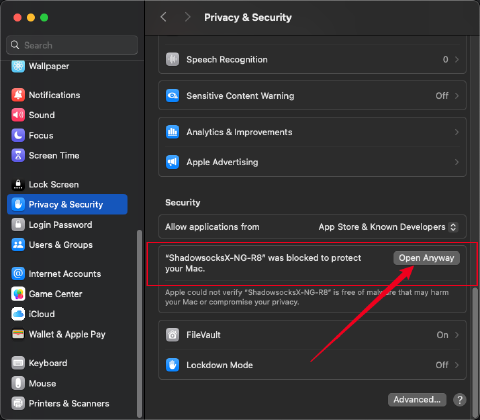 Privacy & Security
Search
Wallpaper
Notifications
Sound
Focus
Screen Time
Lock Screen
Privacy & Security
Login Password
Users & Groups
Internet Accounts
Game Center
iCloud
Wallet & Apple Pay
Keyboard
Mouse
Printers & Scanners
Speech Recognition 0
Sensitive Content Warning Off
Analytics & Improvements
Apple Advertising
Security
Allow applications from App Store & Known Developers
“ShadowsocksX-NG-R8” was blocked to protect
your Mac.
Open Anyway
Apple could not verify “ShadowsocksX-NG-R8” is free of malware that may harm
your Mac or compromise your privacy.
FileVault On
Lockdown Mode Off
Advanced...
?